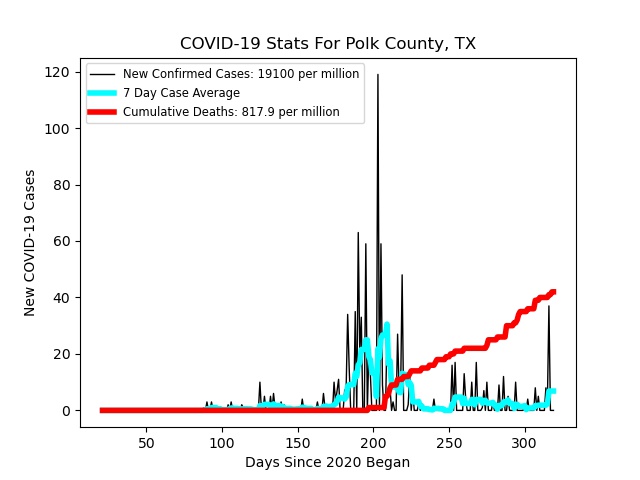 COVID-19 Stats For Polk County, TX
New Confirmed Cases: 19100 per million
7 Day Case Average
Cumulative Deaths: 817.9 per million
New COVID-19 Cases
120
100
80
60
40
20
0
50 100 150 200 250 300
Days Since 2020 Began